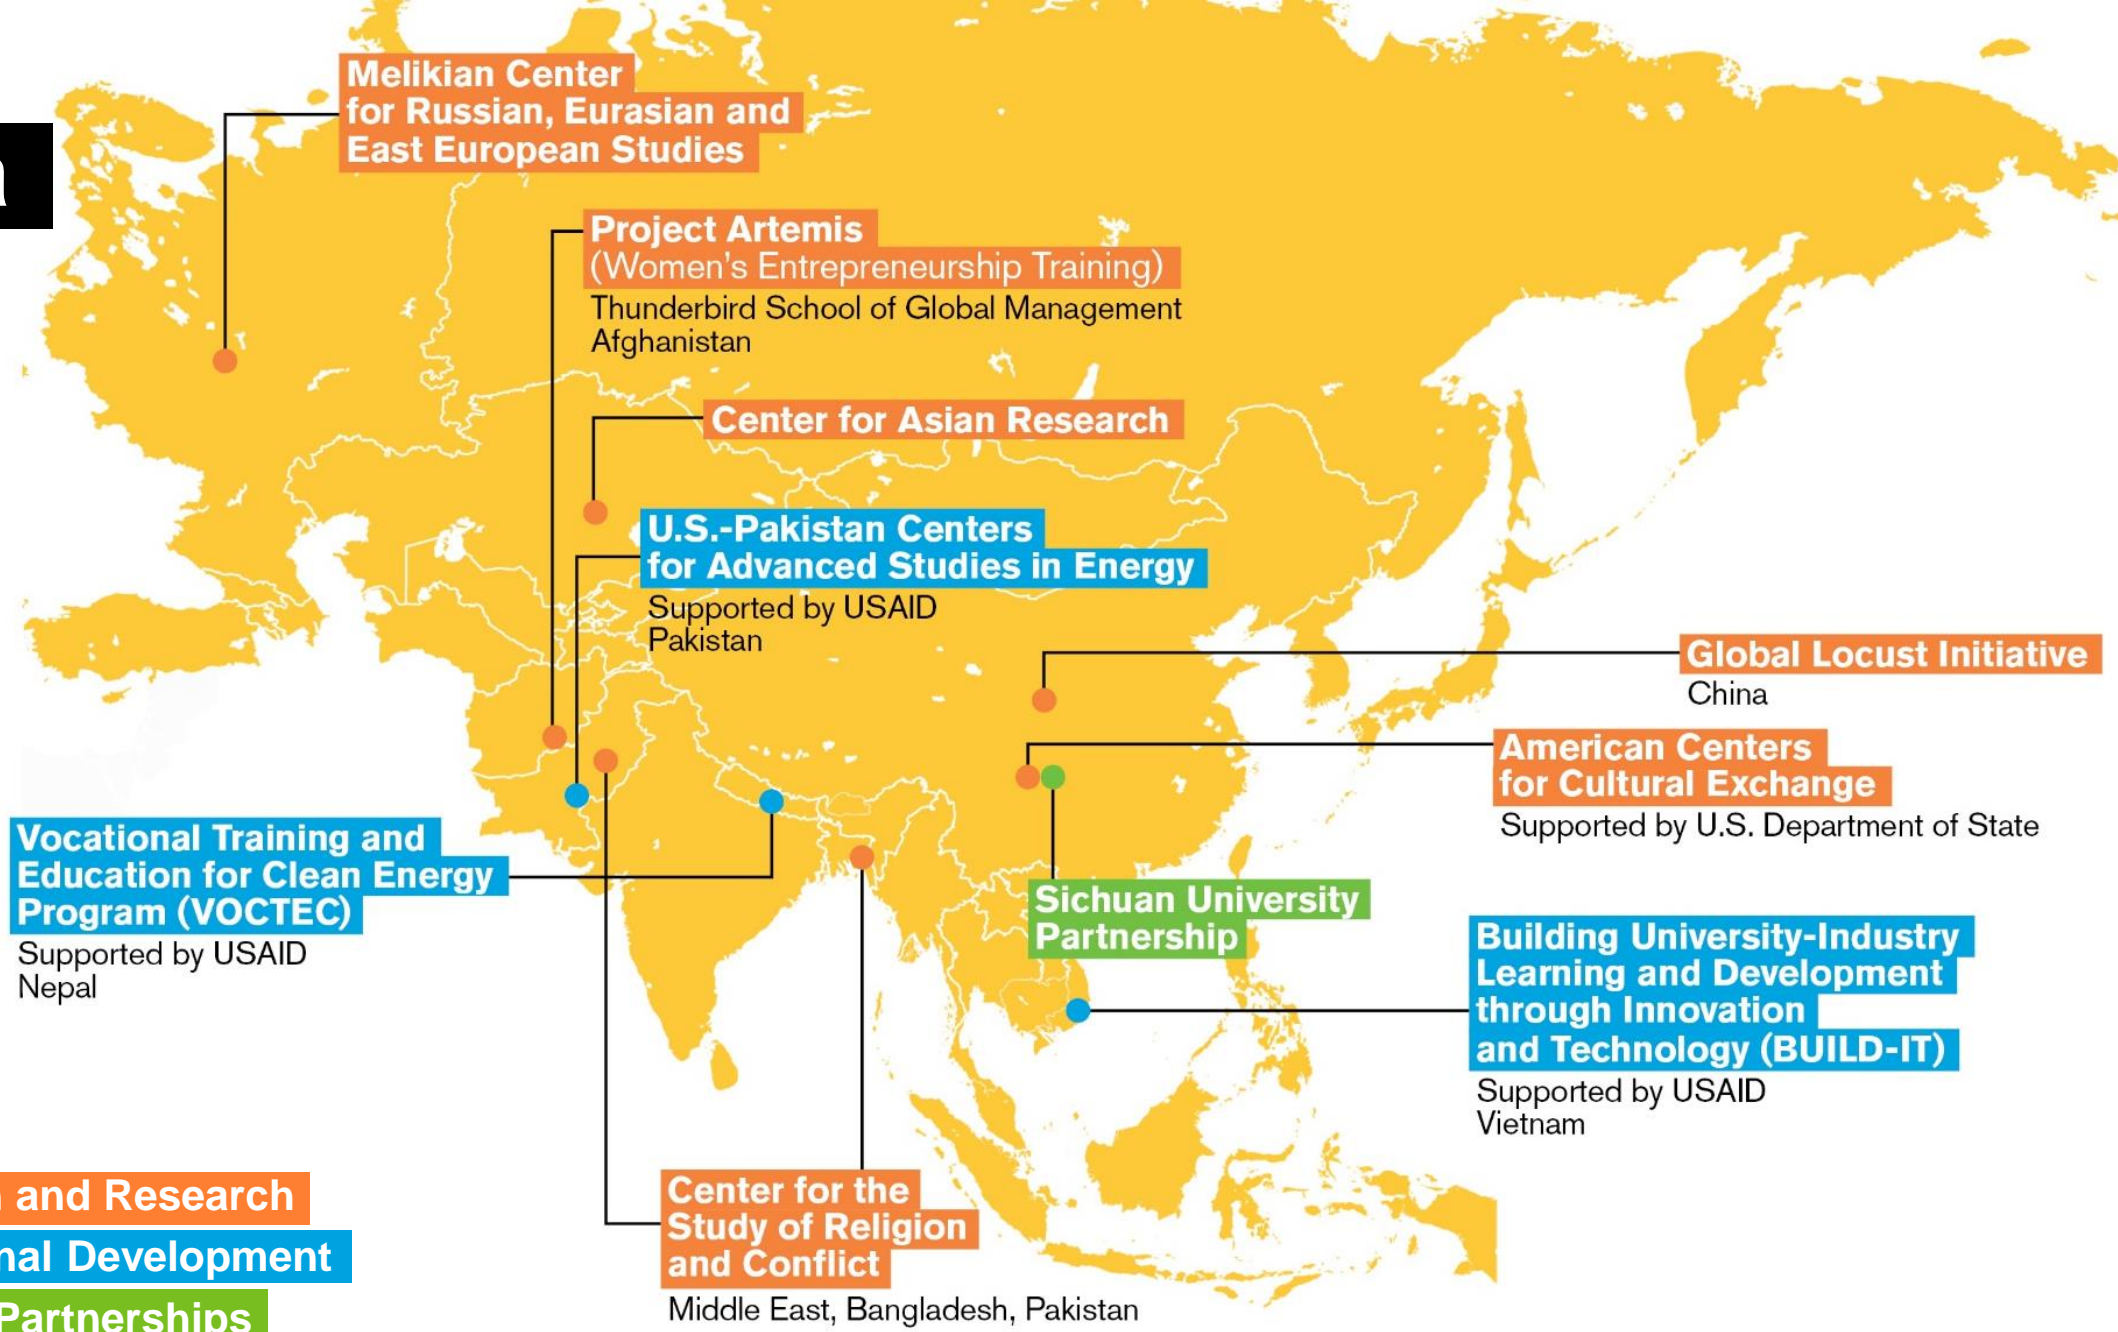 Melikian Center
for Russian, Eurasian and
East European Studies
Project Artemis
(Women's Entrepreneurship Training)
Thunderbird School of Global Management
Afghanistan
Center for Asian Research
U.S.-Pakistan Centers
for Advanced Studies in Energy
Supported by USAID
Pakistan
Global Locust Initiative
China
American Centers
for Cultural Exchange
Supported by U.S. Department of State
Vocational Training and
Education for Clean Energy
Program (VOCTEC)
Supported by USAID
Nepal
Sichuan University
Partnership
Building University-Industry
Learning and Development
through Innovation
and Technology (BUILD-IT)
Supported by USAID
Vietnam
Center for the
Study of Religion
and Conflict
Middle East, Bangladesh, Pakistan
and Research
Development
Partnerships